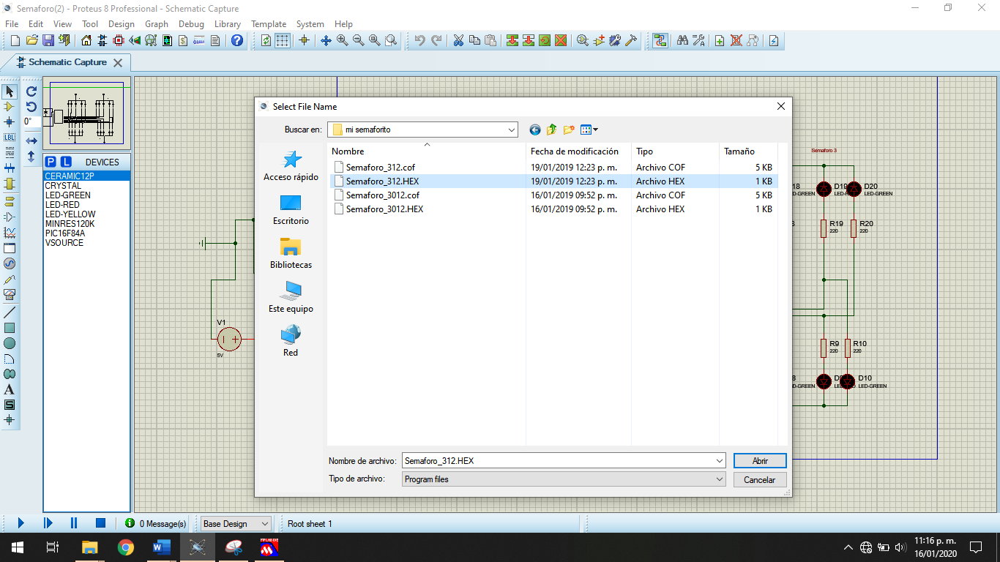 Semaforo(2) - Proteus 8 Professional - Schematic Capture
File Edit View Tool Design Graph Debug Library Template System Help
Schematic Capture
0°
LBL
A
S
P L DEVICES
CERAMIC12P
CRYSTAL
LED-GREEN
LED-RED
LED-YELLOW
MINRES120K
PIC16F84A
VSOURCE
V1
5V
Select File Name
Buscar en: mi semaforito
Acceso rápido
Escritorio
Bibliotecas
Este equipo
Red
Nombre Fecha de modificación Tipo Tamaño
Semaforo_312.cof 19/01/2019 12:23 p. m. Archivo COF 5 KB
Semaforo_312.HEX 19/01/2019 12:23 p. m. Archivo HEX 1 KB
Semaforo_3012.cof 16/01/2019 09:52 p. m. Archivo COF 5 KB
Semaforo_3012.HEX 16/01/2019 09:52 p. m. Archivo HEX 1 KB
Nombre de archivo: Semaforo_312.HEX Abrir
Tipo de archivo: Program files Cancelar
Semaforo 3
18 D19 D20
D-GREEN LED-R LED-GREEN
R19 R20
220 220
R9 R10
220 220
8 D9 D10
D-GREEN LED LED-GREEN
0 Message(s) Base Design Root sheet 1
MPLAB IDE
11:16 p. m.
16/01/2020